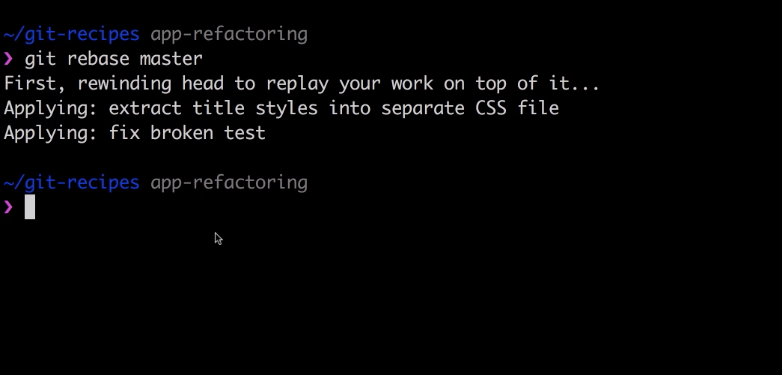 ~/git-recipes app-refactoring
❯ git rebase master
First, rewinding head to replay your work on top of it...
Applying: extract title styles into separate CSS file
Applying: fix broken test
~/git-recipes app-refactoring
❯